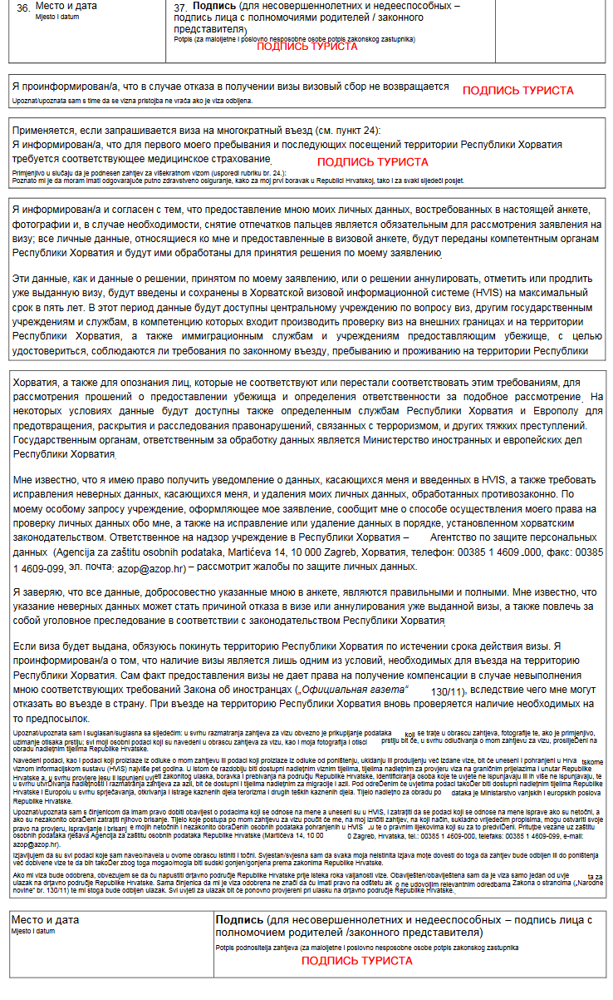 36. Место и дата
Mjesto i datum
37. Подпись (для несовершеннолетних и недееспособных –
подпись лица с полномочиями родителей / законного
представителя)
Potpis (za maloljetne i poslovno nesposobne osobe potpis zakonskog zastupnika)
ПОДПИСЬ ТУРИСТА
Я проинформирован/а, что в случае отказа в получении визы визовый сбор не возвращается ПОДПИСЬ ТУРИСТА
Upoznat/upoznata sam s time da se vizna pristojba ne vraća ako je viza odbijena.
Применяется, если запрашивается виза на многократный въезд (см. пункт 24):
Я информирован/а, что для первого моего пребывания и последующих посещений территории Республики Хорватия
требуется соответствующее медицинское страхование. ПОДПИСЬ ТУРИСТА
Primjenjivo u slučaju da je podnesen zahtjev za višekratnom vizom (usporedi rubriku br. 24.):
Poznato mi je da moram imati odgovarajuće putno zdravstveno osiguranje, kako za moj prvi boravak u Republici Hrvatskoj, tako i za svaki sljedeći posjet.
Я информирован/а и согласен с тем, что предоставление мною моих личных данных, востребованных в настоящей анкете,
фотографии и, в случае необходимости, снятие отпечатков пальцев является обязательным для рассмотрения заявления на
визу; все личные данные, относящиеся ко мне и предоставленные в визовой анкете, будут переданы компетентным органам
Республики Хорватия и будут ими обработаны для принятия решения по моему заявлению.
Эти данные, как и данные о решении, принятом по моему заявлению, или о решении аннулировать, отметить или продлить
уже выданную визу, будут введены и сохранены в Хорватской визовой информационной системе (HVIS) на максимальный
срок в пять лет. В этот период данные будут доступны центральному учреждению по вопросу виз, другим государственным
учреждениям и службам, в компетенцию которых входит производить проверку виз на внешних границах и на территории
Республики Хорватия, а также иммиграционным службам и учреждениям предоставляющим убежище, с целью
удостовериться, соблюдаются ли требования по законному въезду, пребыванию и проживанию на территории Республики
Хорватия, а также для опознания лиц, которые не соответствуют или перестали соответствовать этим требованиям, для
рассмотрения прошений о предоставлении убежища и определения ответственности за подобное рассмотрение. На
некоторых условиях данные будут доступны также определенным службам Республики Хорватия и Европолу для
предотвращения, раскрытия и расследования правонарушений, связанных с терроризмом, и других тяжких преступлений.
Государственным органам, ответственным за обработку данных является Министерство иностранных и европейских дел
Республики Хорватия.
Мне известно, что я имею право получить уведомление о данных, касающихся меня и введенных в HVIS, а также требовать
исправления неверных данных, касающихся меня, и удаления моих личных данных, обработанных противозаконно. По
моему особому запросу учреждение, оформляющее мое заявление, сообщит мне о способе осуществления моего права на
проверку личных данных обо мне, а также на исправление или удаление данных в порядке, установленном хорватским
законодательством. Ответственное на надзор учреждение в Республики Хорватия – Агентство по защите персональных
данных (Agencija za zaštitu osobnih podataka, Martićeva 14, 10 000 Zagreb, Хорватия, телефон: 00385 1 4609 -000, факс: 00385
1 4609-099, эл. почта: azop@azop.hr) – рассмотрит жалобы по защите личных данных.
Я заверяю, что все данные, добросовестно указанные мною в анкете, являются правильными и полными. Мне известно, что
указание неверных данных может стать причиной отказа в визе или аннулирования уже выданной визы, а также повлечь за
собой уголовное преследование в соответствии с законодательством Республики Хорватия.
Если виза будет выдана, обязуюсь покинуть территорию Республики Хорватия по истечении срока действия визы. Я
проинформирован/а о том, что наличие визы является лишь одним из условий, необходимых для въезда на территорию
Республики Хорватия. Сам факт предоставления визы не дает права на получение компенсации в случае невыполнения
мною соответствующих требований Закона об иностранцах („Официальная газета“ 130/11), вследствие чего мне могут
отказать во въезде в страну. При въезде на территорию Республики Хорватия вновь проверяется наличие необходимых на
то предпосылок.
Upoznat/upoznata sam i suglasan/suglasna sa sljedećim: u svrhu razmatranja zahtjeva za vizu obvezno je prikupljanje podataka koji se traže u obrascu zahtjeva, fotografije te, ako je primjenjivo,
uzimanje otisaka prstiju; svi moji osobni podaci koji su navedeni u obrascu zahtjeva za vizu, kao i moja fotografija i otisci prstiju bit će, u svrhu odlučivanja o mom zahtjevu za vizu, proslijeĐeni na
obradu nadležnim tijelima Republike Hrvatske.
Navedeni podaci, kao i podaci koji proizlaze iz odluke o mom zahtjevu ili podaci koji proizlaze iz odluke od poništenju, ukidanju ili produljenju već izdane vize, bit će uneseni i pohranjeni u Hrva tskome
viznom informacijskom sustavu (HVIS) najviše pet godina. U istom će razdoblju biti dostupni nadležnim viznim tijelima, tijelima nadležnim za provjeru viza na graničnim prijelazima i unutar Republike
Hrvatske a, u svrhu provjere jesu li ispunjeni uvjeti zakonitog ulaska, boravka i prebivanja na području Republike Hrvatske, identificiranja osoba koje te uvjete ne ispunjavaju ili ih više ne ispunjavaju, te
u svrhu utvrĐivanja nadležnosti i razmatranja zahtjeva za azil, bit će dostupni i tijelima nadležnim za migracije i azil. Pod odreĐenim će uvjetima podaci takoĐer biti dostupni nadležnim tijelima Republike
Hrvatske i Europolu u svrhu sprječavanja, otkrivanja i istrage kaznenih djela terorizma i drugih teških kaznenih djela. Tijelo nadležno za obradu po dataka je Ministarstvo vanjskih i europskih poslova
Republike Hrvatske.
Upoznat/upoznata sam s činjenicom da imam pravo dobiti obavijest o podacima koji se odnose na mene a uneseni su u HVIS, i zatražiti da se podaci koji se odnose na mene isprave ako su netočni, a
ako su nezakonito obraĐeni zatražiti njihovo brisanje. Tijelo koje postupa po mom zahtjevu za vizu poučit će me, na moj izričiti zahtjev, na koji način, sukladno vrijeđećim propisima, mogu ostvariti svoje
pravo na provjeru, ispravljanje i brisanj e mojih netočnih i nezakonito obraĐenih osobnih podataka pohranjenih u HVIS -u te o pravnim lijekovima koji su za to predviĐeni. Pritužbe vezane uz zaštitu
osobnih podataka rješava Agencija za zaštitu osobnih podataka Republike Hrvatske (Martićeva 14, 10 00 0 Zagreb, Hrvatska, tel.: 00385 1 4609-000, telefaks: 00385 1 4609-099, e-mail:
azop@azop.hr).
Izjavljujem da su svi podaci koje sam naveo/navela u ovome obrascu istiniti i točni. Svjestan/svjesna sam da svaka moja neistinita izjava može dovesti do toga da zahtjev bude odbijen ili do poništenja
već dobivene vize te da bih takoĐer zbog toga mogao/mogla biti sudski gonjen/gonjena prema zakonima Republike Hrvatske.
Ako mi viza bude odobrena, obvezujem se da ću napustiti državno područje Republike Hrvatske prije isteka roka valjanosti vize. Obaviješten/obaviještena sam da je viza samo jedan od uvje ta za
ulazak na državno područje Republike Hrvatske. Sama činjenica da mi je viza odobrena ne znači da ću imati pravo na odštetu ak o ne udovoljim relevantnim odredbama Zakona o strancima („Narodne
novine" br. 130/11) te mi stoga bude odbijen ulazak. Svi uvjeti za ulazak bit će ponovno provjereni pri ulasku na državno područje Republike Hrvatske.
Место и дата
Mjesto i datum
Подпись (для несовершеннолетних и недееспособных – подпись лица с
полномочием родителей /законного представителя)
Potpis podnositelja zahtjeva (za maloljetne i poslovno nesposobne osobe potpis zakonskog zastupnika
ПОДПИСЬ ТУРИСТА